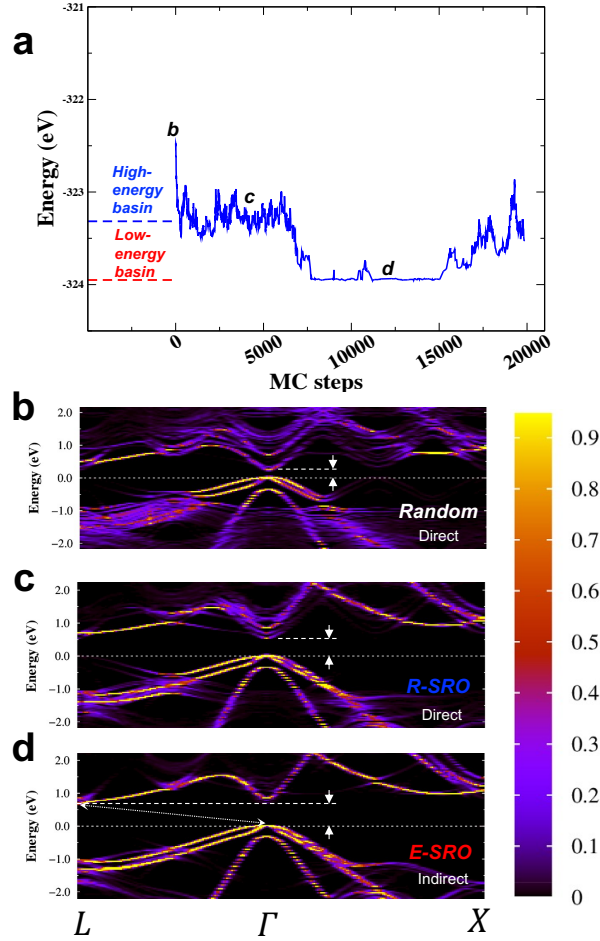 a
Energy (eV)
-321
-322
-323
-324
b
c
d
High-
energy
basin
Low-
energy
basin
0
5000
10000
15000
20000
MC steps
b
Energy (eV)
2.0
1.0
0.0
-1.0
-2.0
Random
Direct
c
Energy (eV)
2.0
1.0
0.0
-1.0
-2.0
R-SRO
Direct
d
Energy (eV)
2.0
1.0
0.0
-1.0
-2.0
E-SRO
Indirect
L
Γ
X
0.9
0.8
0.7
0.6
0.5
0.4
0.3
0.2
0.1
0